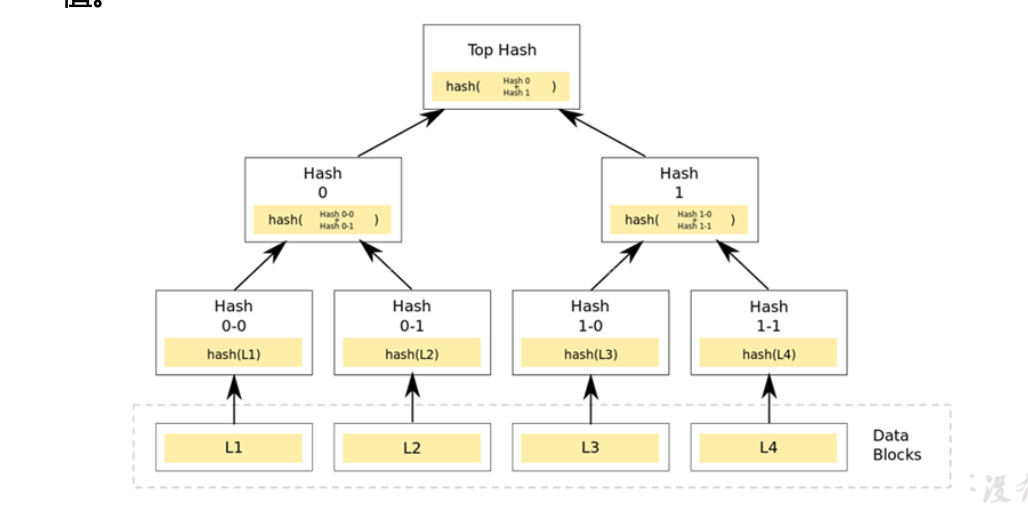 值。
Top Hash
hash( Hash 0 + Hash 1 )
Hash
0
hash( Hash 0-0 + Hash 0-1 )
Hash
1
hash( Hash 1-0 + Hash 1-1 )
Hash
0-0
hash(L1)
Hash
0-1
hash(L2)
Hash
1-0
hash(L3)
Hash
1-1
hash(L4)
L1
L2
L3
L4
Data
Blocks
没